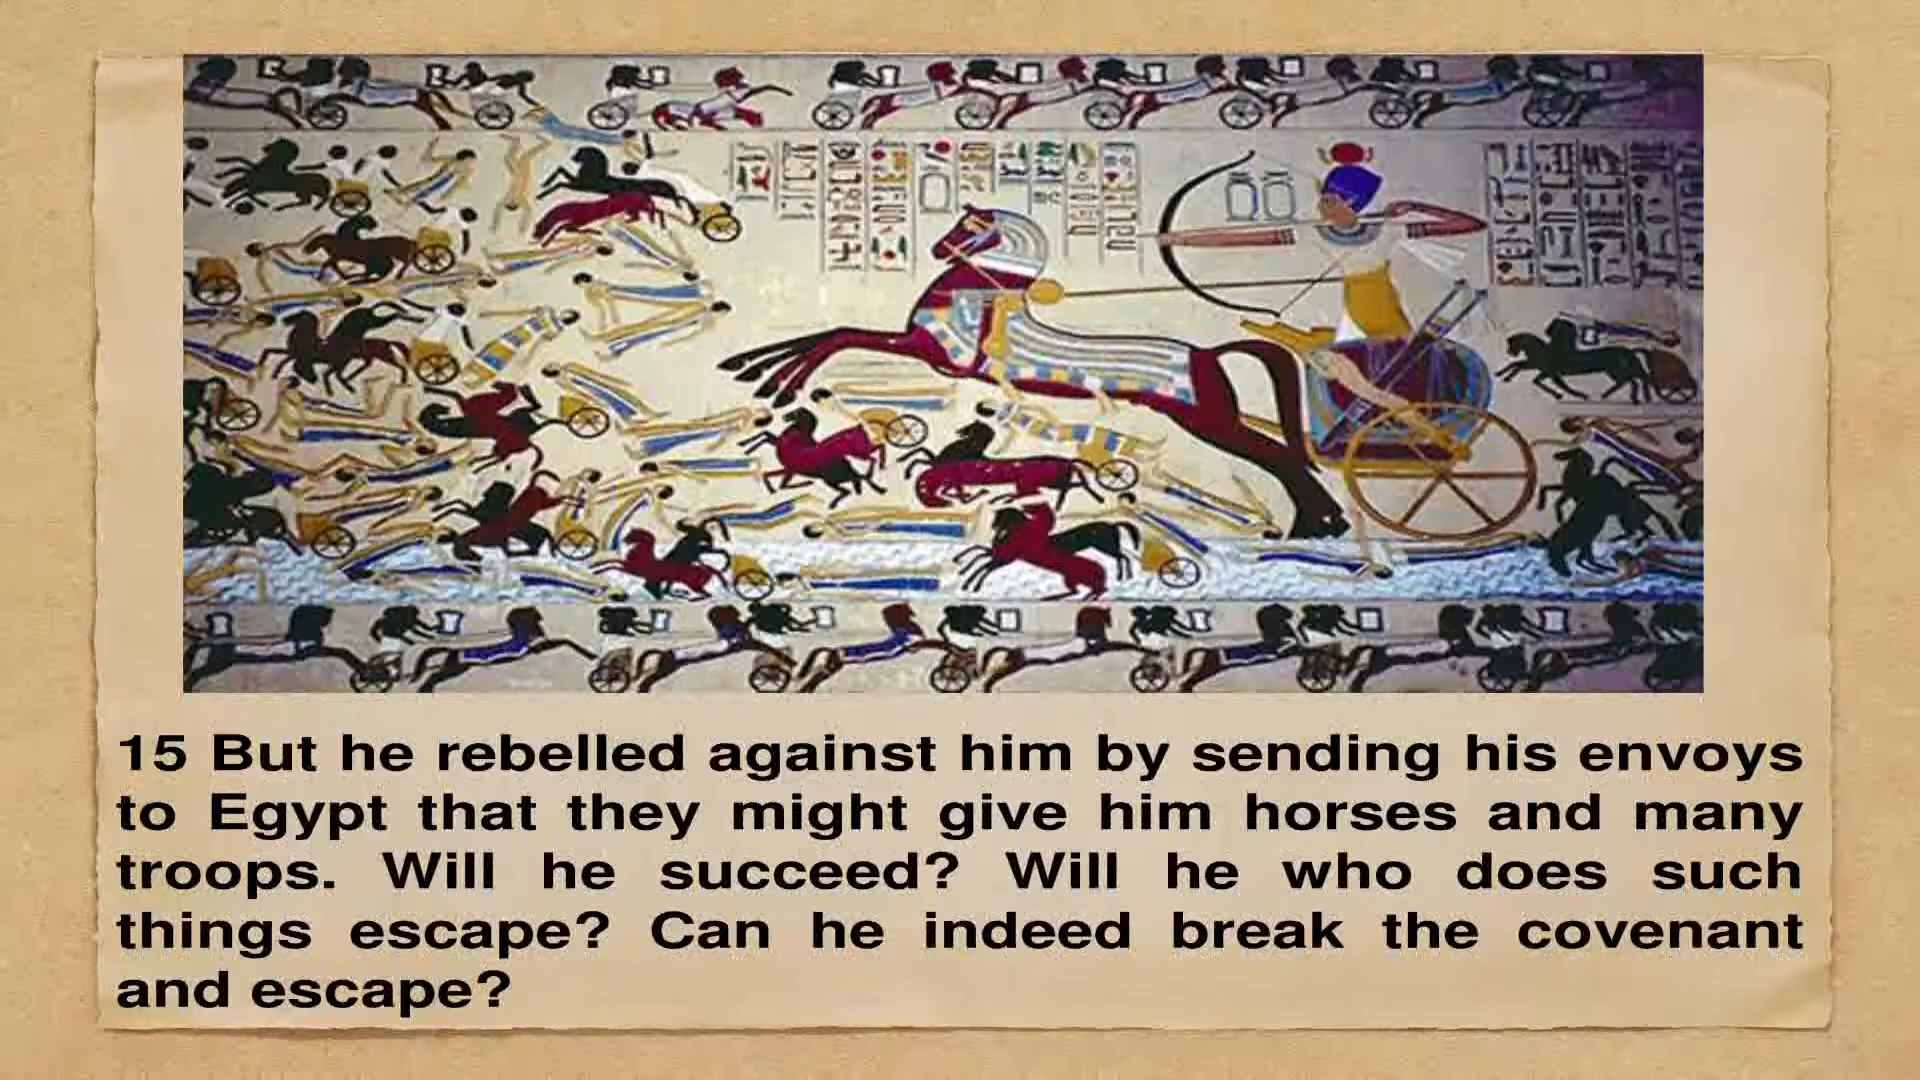 15 But he rebelled against him by sending his envoys
to Egypt that they might give him horses and many
troops. Will he succeed? Will he who does such
things escape? Can he indeed break the covenant
and escape?